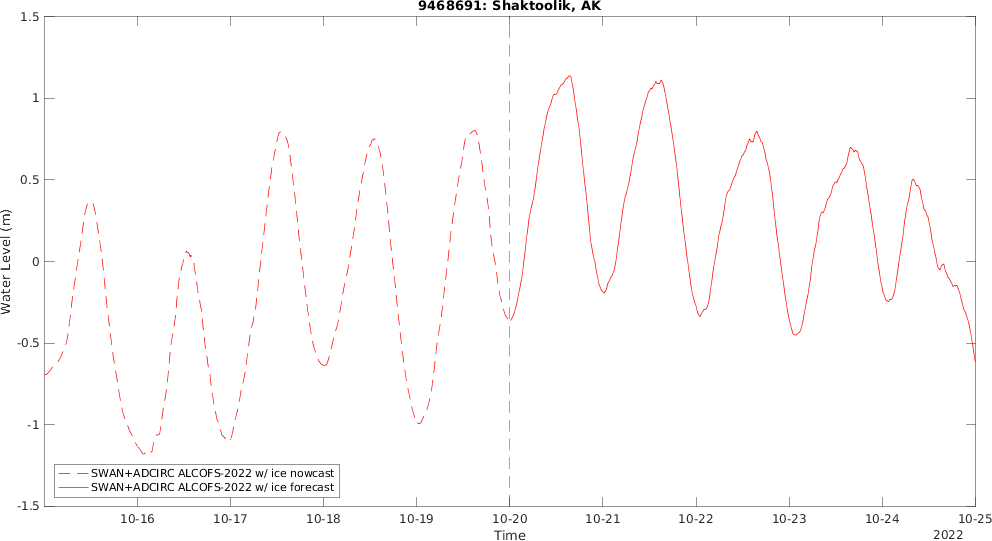 9468691: Shaktoolik, AK
1.5
1
0.5
0
-0.5
-1
-1.5
Water Level (m)
SWAN+ADCIRC ALCOFS-2022 w/ ice nowcast
SWAN+ADCIRC ALCOFS-2022 w/ ice forecast
10-16 10-17 10-18 10-19 10-20 10-21 10-22 10-23 10-24 10-25
Time
2022